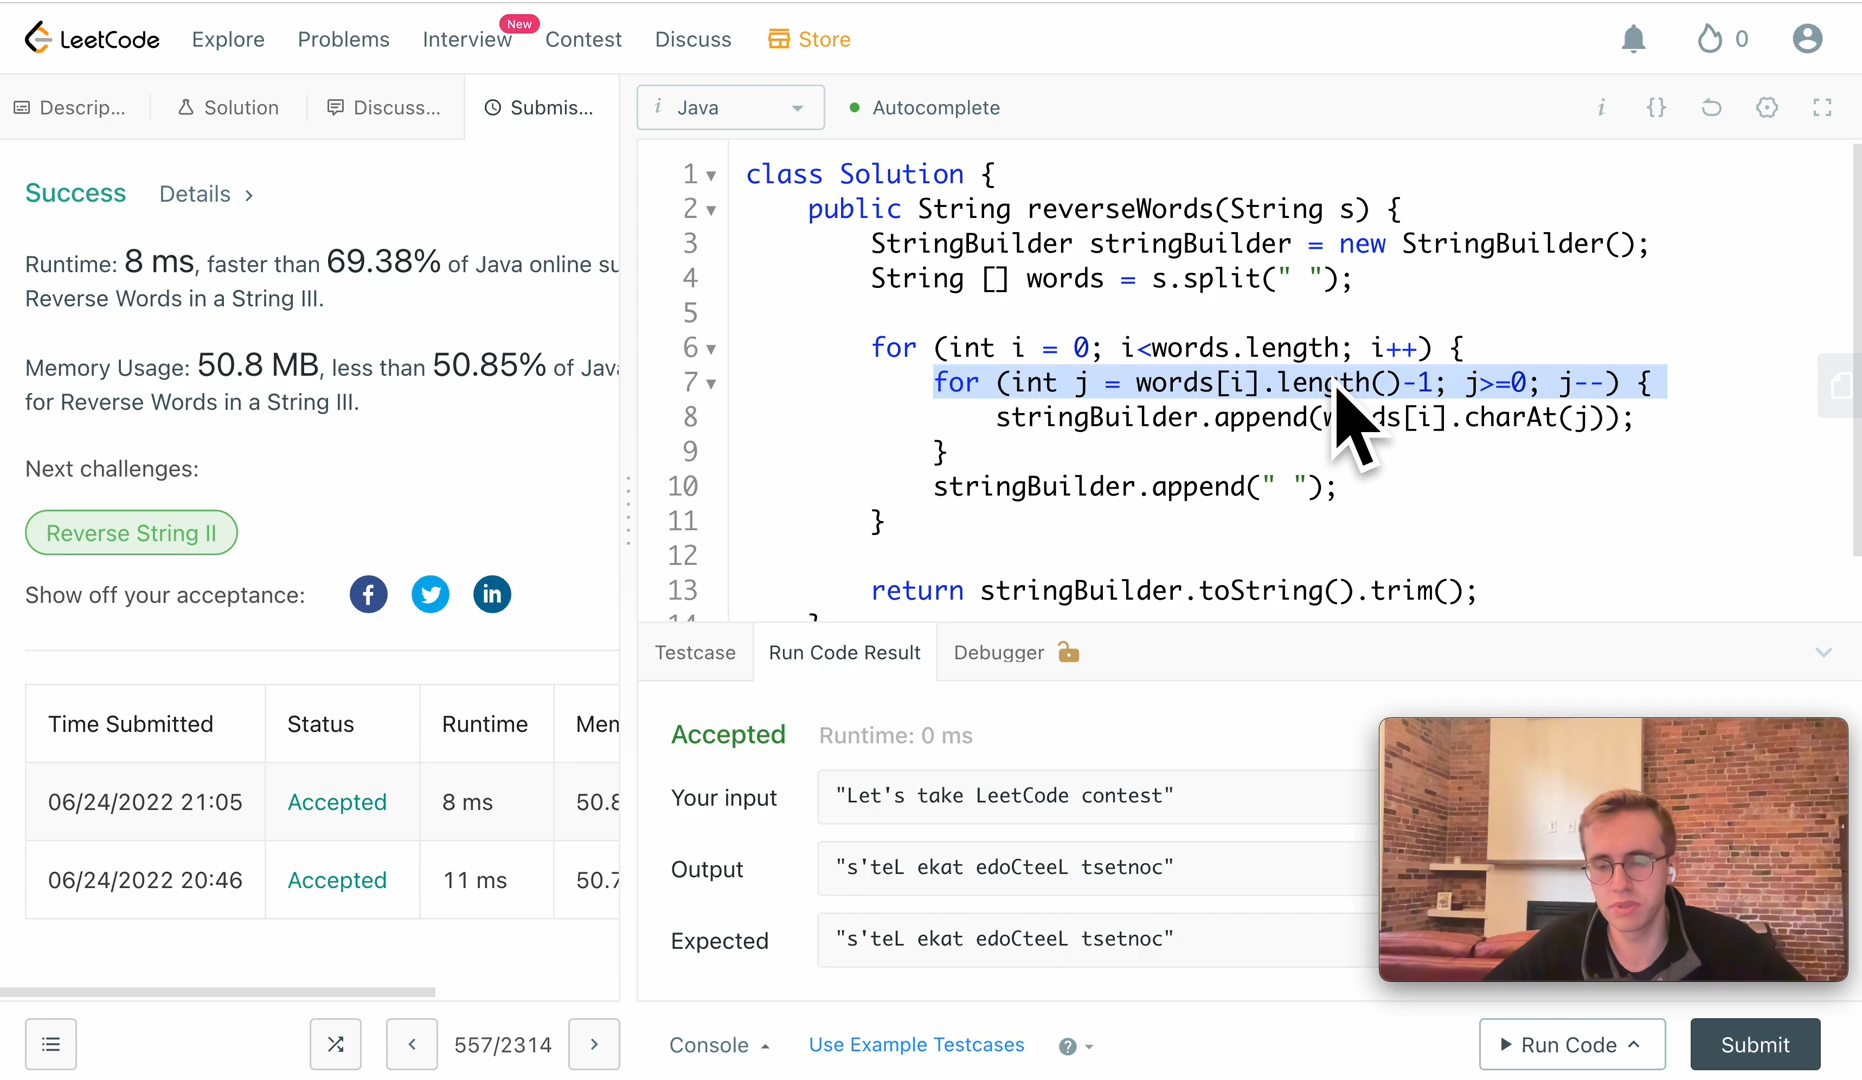 LeetCode Explore Problems Interview New Contest Discuss Store 0
Descrip... Solution Discuss... Submis...
i Java Autocomplete i {}
Success Details >
Runtime: 8 ms, faster than 69.38% of Java online su
Reverse Words in a String III.
Memory Usage: 50.8 MB, less than 50.85% of Java
for Reverse Words in a String III.
Next challenges:
Reverse String II
Show off your acceptance: f in
Time Submitted Status Runtime Mem
06/24/2022 21:05 Accepted 8 ms 50.8
06/24/2022 20:46 Accepted 11 ms 50.7
557/2314
1 class Solution {
2 public String reverseWords(String s) {
3 StringBuilder stringBuilder = new StringBuilder();
4 String [] words = s.split(" ");
5
6 for (int i = 0; i<words.length; i++) {
7 for (int j = words[i].length()-1; j>=0; j--) {
8 stringBuilder.append(words[i].charAt(j));
9 }
10 stringBuilder.append(" ");
11 }
12
13 return stringBuilder.toString().trim();
14 }
Testcase Run Code Result Debugger
Accepted Runtime: 0 ms
Your input "Let's take LeetCode contest"
Output "s'teL ekat edoCteeL tsetnoc"
Expected "s'teL ekat edoCteeL tsetnoc"
Console Use Example Testcases ? Run Code Submit